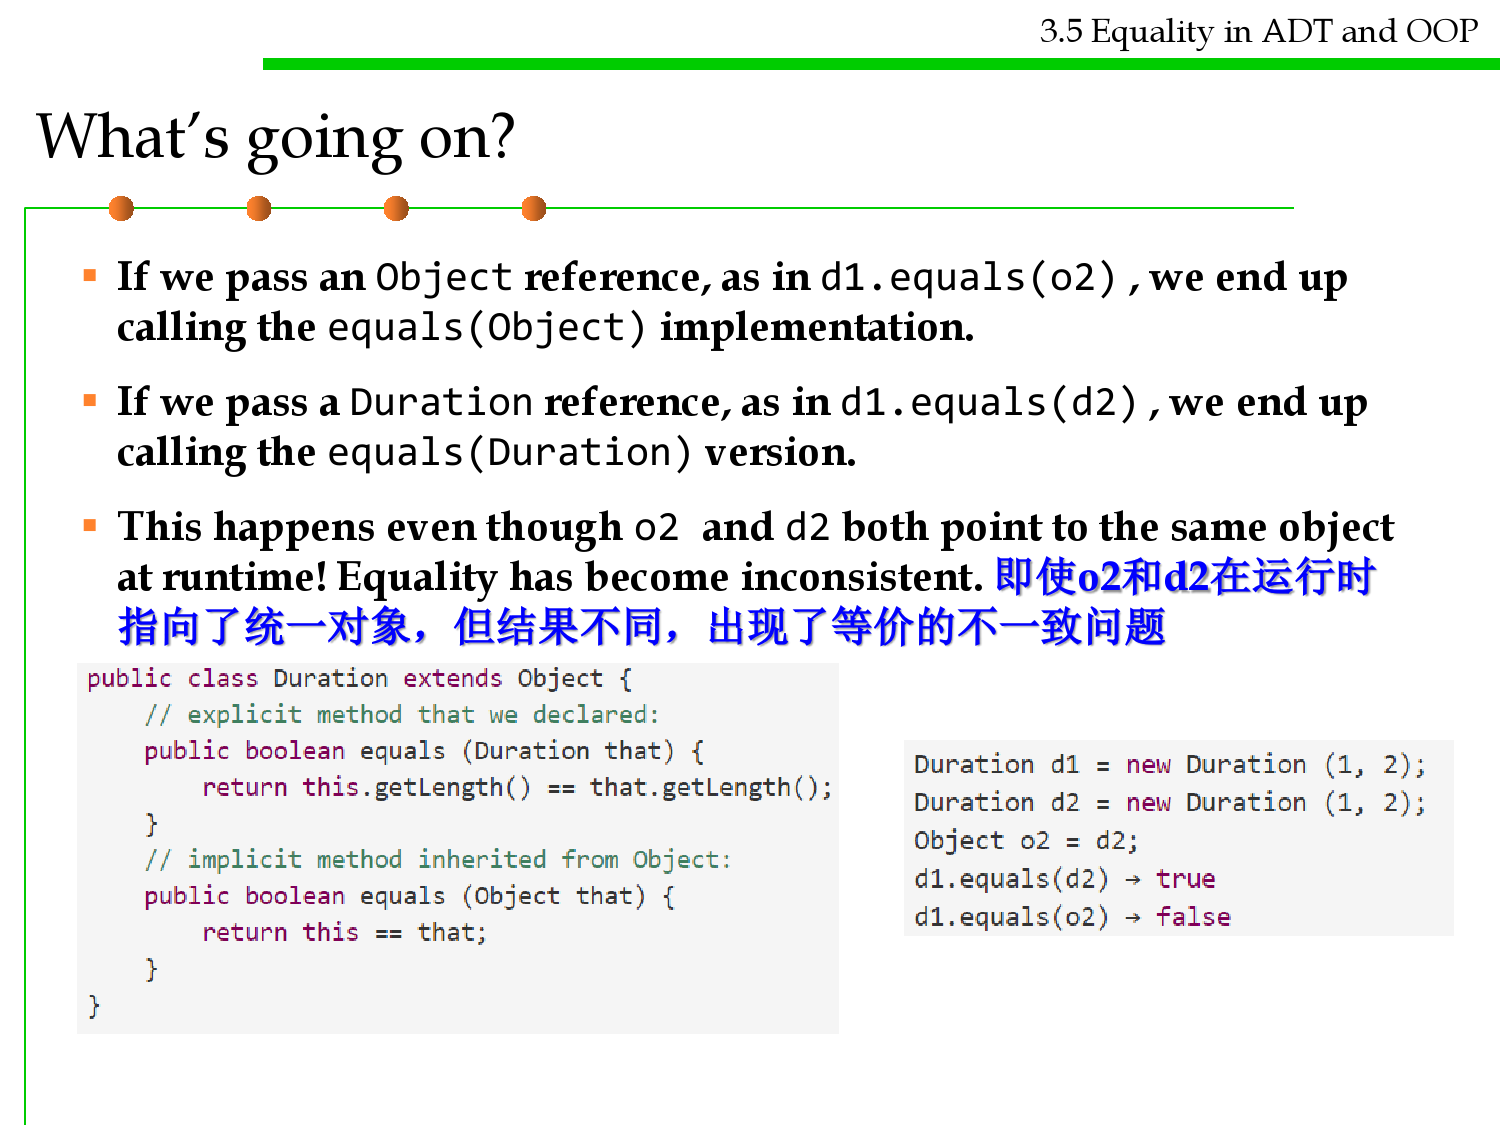 3.5 Equality in ADT and OOP
What's going on?
▪ If we pass an Object reference, as in d1.equals(o2), we end up
calling the equals(Object) implementation.
▪ If we pass a Duration reference, as in d1.equals(d2), we end up
calling the equals(Duration) version.
▪ This happens even though o2 and d2 both point to the same object
at runtime! Equality has become inconsistent. 即使o2和d2在运行时
指向了统一对象，但结果不同，出现了等价的不一致问题
public class Duration extends Object {
    // explicit method that we declared:
    public boolean equals (Duration that) {
        return this.getLength() == that.getLength();
    }
    // implicit method inherited from Object:
    public boolean equals (Object that) {
        return this == that;
    }
}
Duration d1 = new Duration (1, 2);
Duration d2 = new Duration (1, 2);
Object o2 = d2;
d1.equals(d2) → true
d1.equals(o2) → false